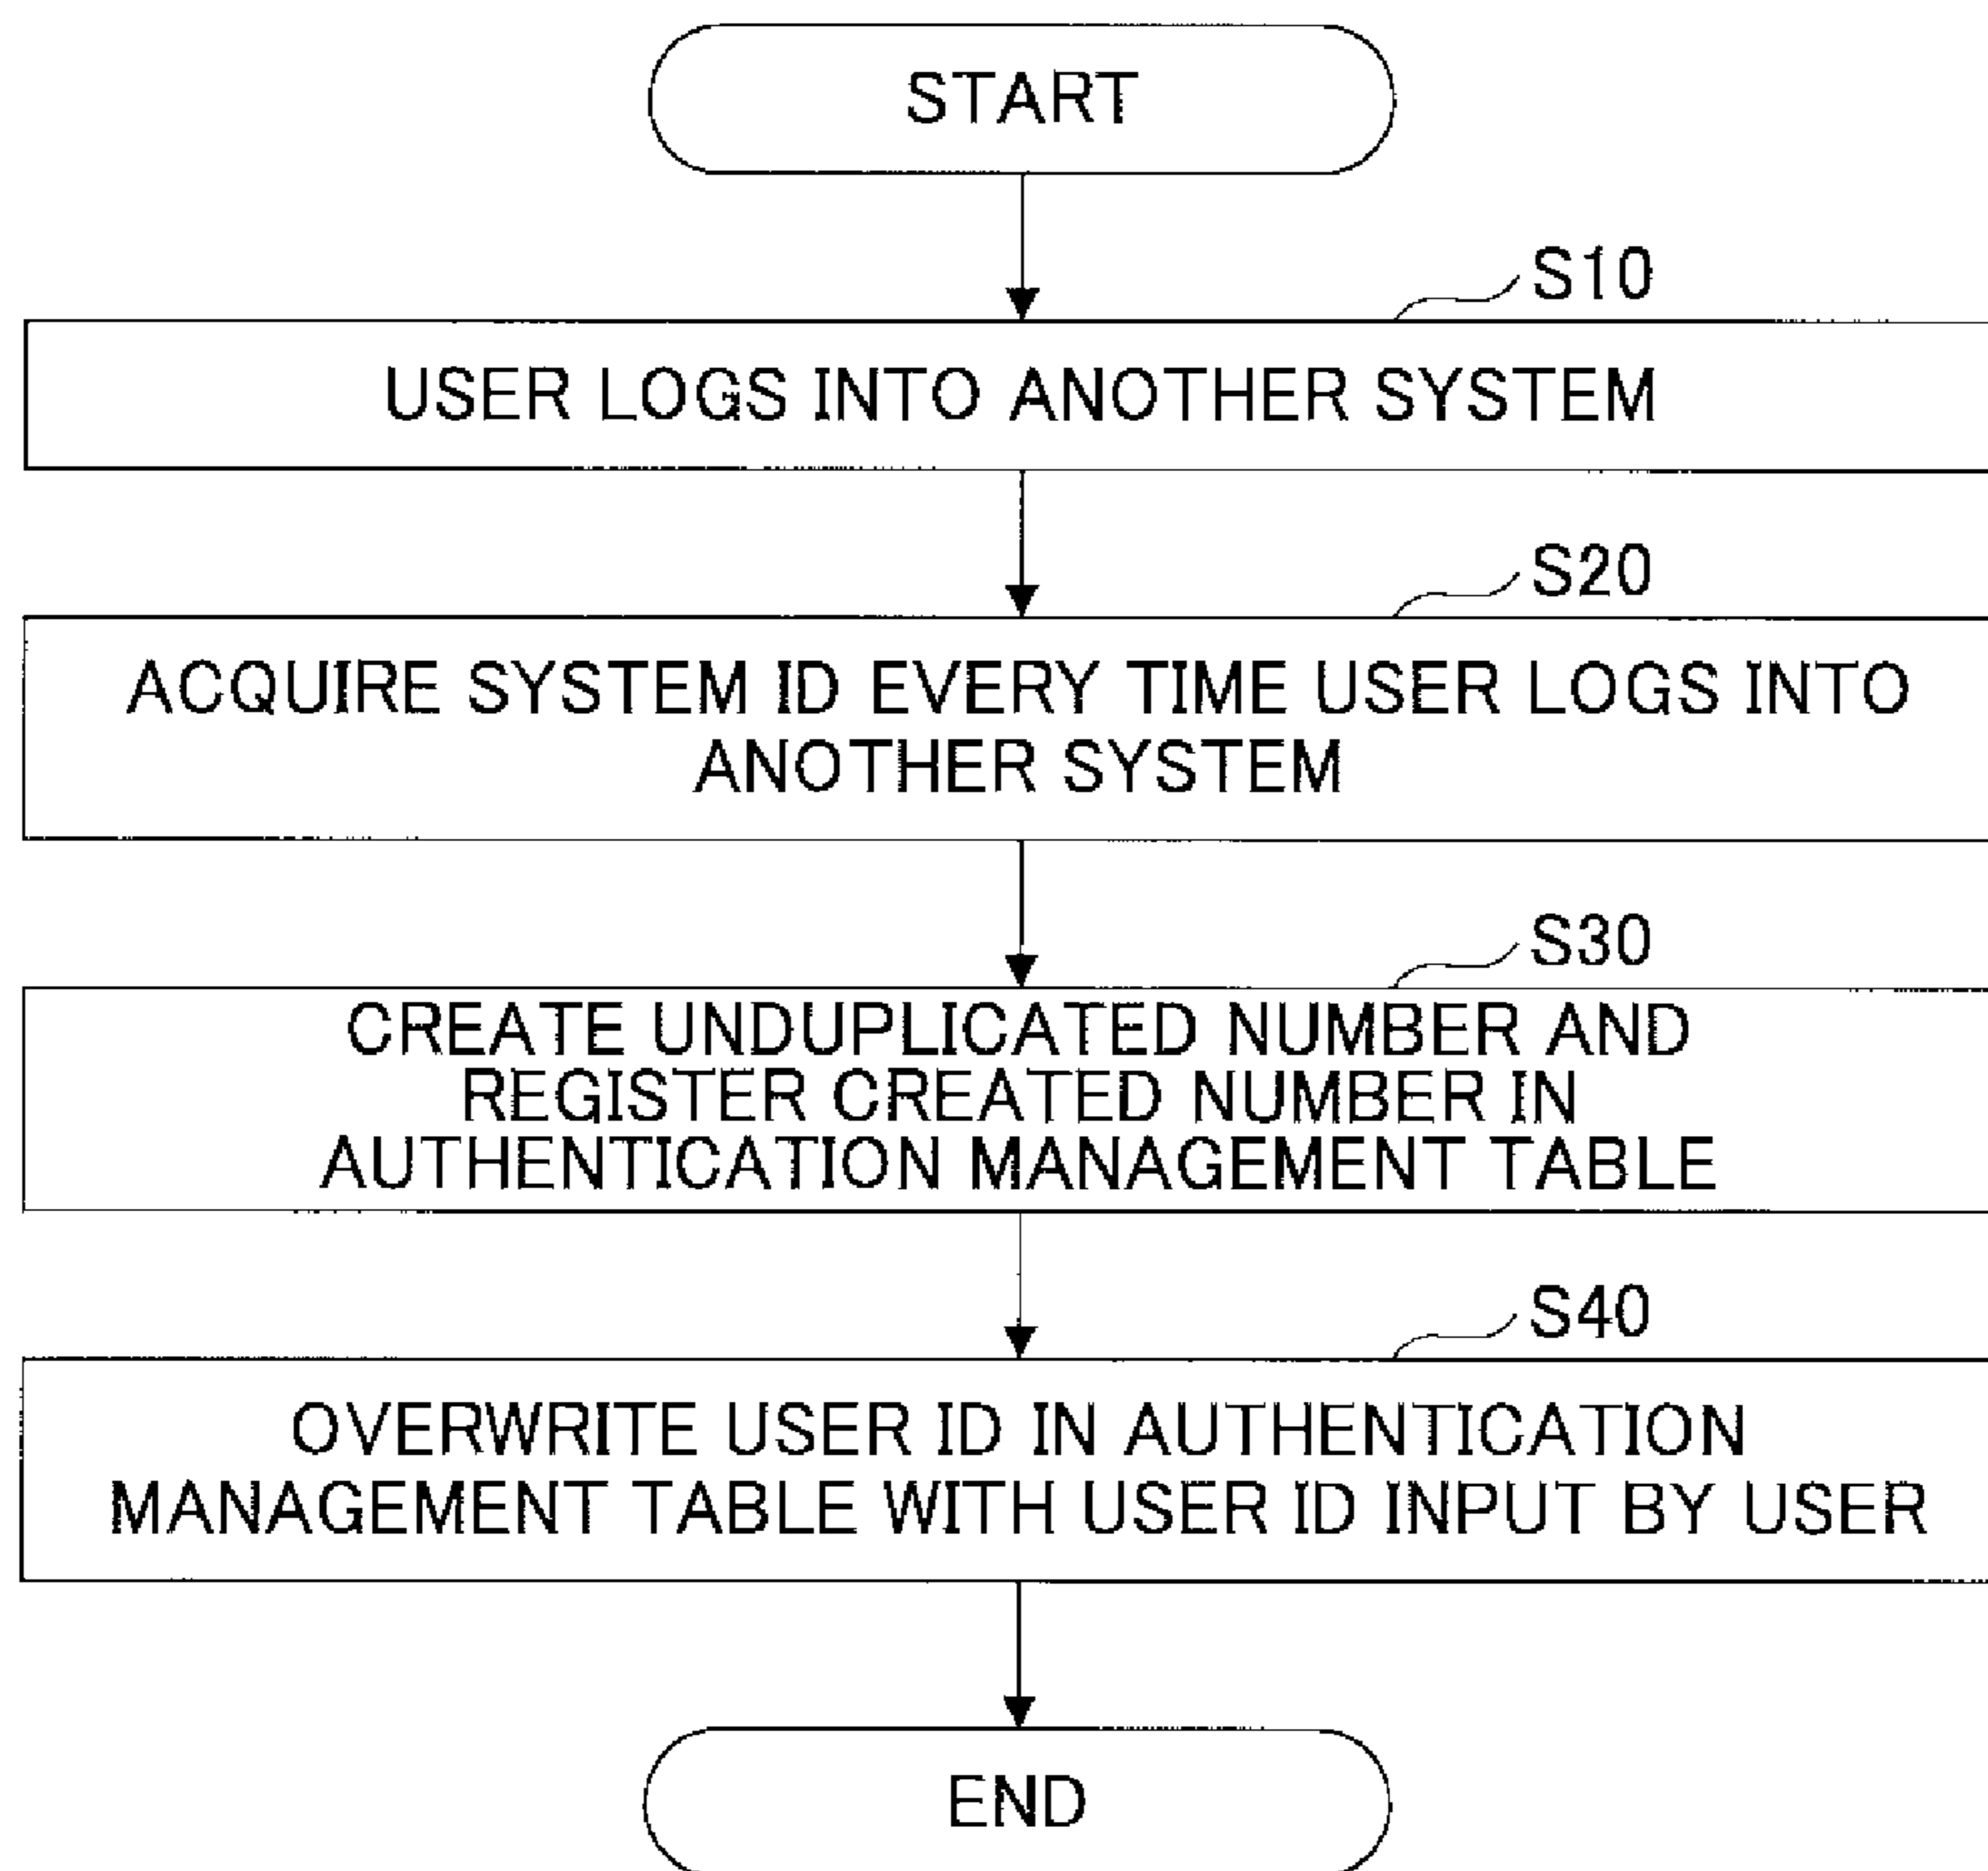 START
S10
USER LOGS INTO ANOTHER SYSTEM
S20
ACQUIRE SYSTEM ID EVERY TIME USER LOGS INTO
ANOTHER SYSTEM
S30
CREATE UNDUPLICATED NUMBER AND
REGISTER CREATED NUMBER IN
AUTHENTICATION MANAGEMENT TABLE
S40
OVERWRITE USER ID IN AUTHENTICATION
MANAGEMENT TABLE WITH USER ID INPUT BY USER
END